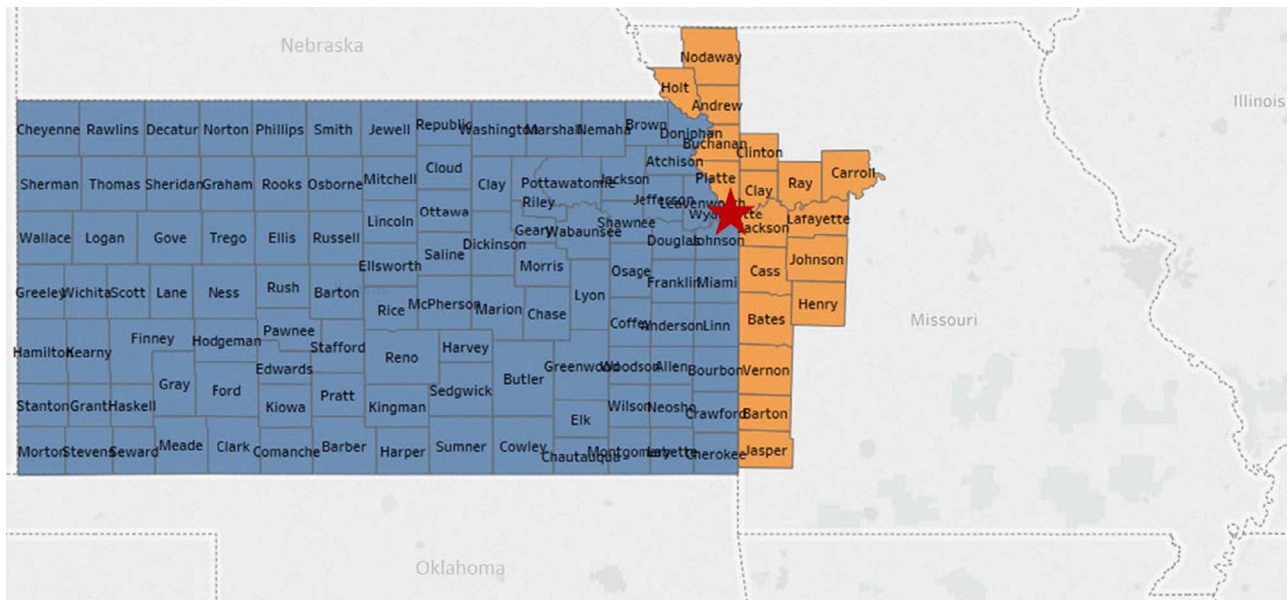 Nebraska
Nodaway
Holt
Illinois
Andrew
Cheyenne Rawlins Decatur Norton Phillips Smith Jewell Republic Washington Marshall Nemaha Brown Doniphan
Buchanan Clinton
Atchison
Cloud
Sherman Thomas Sheridan Graham Rooks Osborne Mitchell Clay Pottawatomie Jackson Platte Clay Ray Carroll
Riley Jefferson Leavenworth
Lincoln Ottawa Shawnee Wyandotte Jackson Lafayette
Wallace Logan Gove Trego Ellis Russell Dickinson Geary Wabaunsee Douglas Johnson
Ellsworth Saline Morris Osage Franklin Miami Cass Johnson
Greeley Wichita Scott Lane Ness Rush Barton Rice McPherson Marion Chase Lyon Henry
Coffey Anderson Linn Bates Missouri
Hamilton Kearny Finney Hodgeman Pawnee Stafford Reno Harvey
Edwards Greenwood Woodson Allen Bourbon Vernon
Gray Ford Sedgwick Butler
Stanton Grant Haskell Kiowa Pratt Kingman Wilson Neosho Crawford Barton
Elk
Morton Stevens Seward Meade Clark Comanche Barber Harper Sumner Cowley Chautauqua Montgomery Cherokee Jasper
Oklahoma